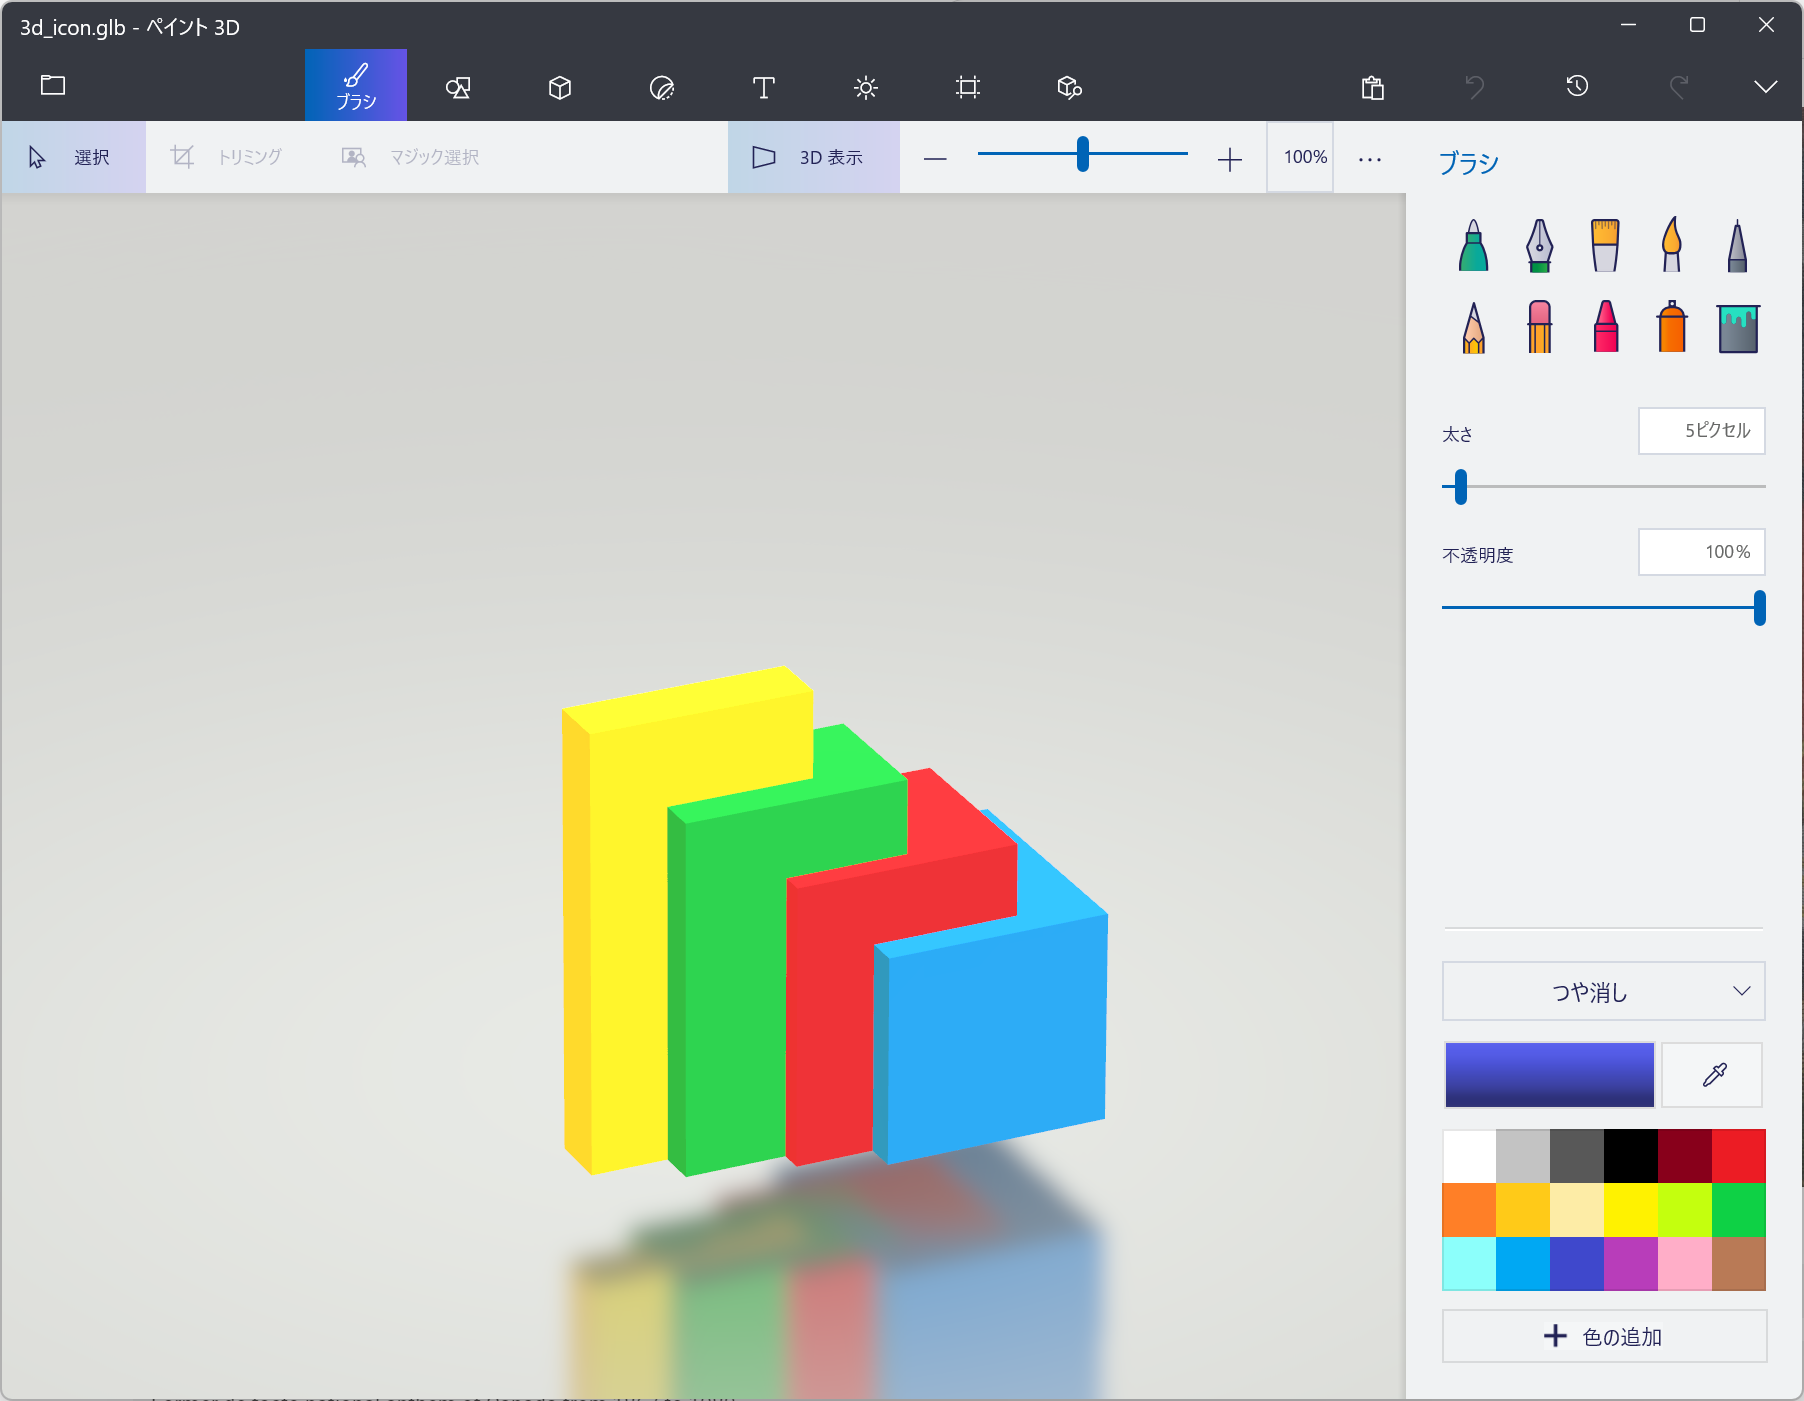 3d_icon.glb - ペイント 3D
ブラシ
選択
トリミング
マジック選択
3D 表示
100%
ブラシ
太さ
5ピクセル
不透明度
100%
つや消し
色の追加